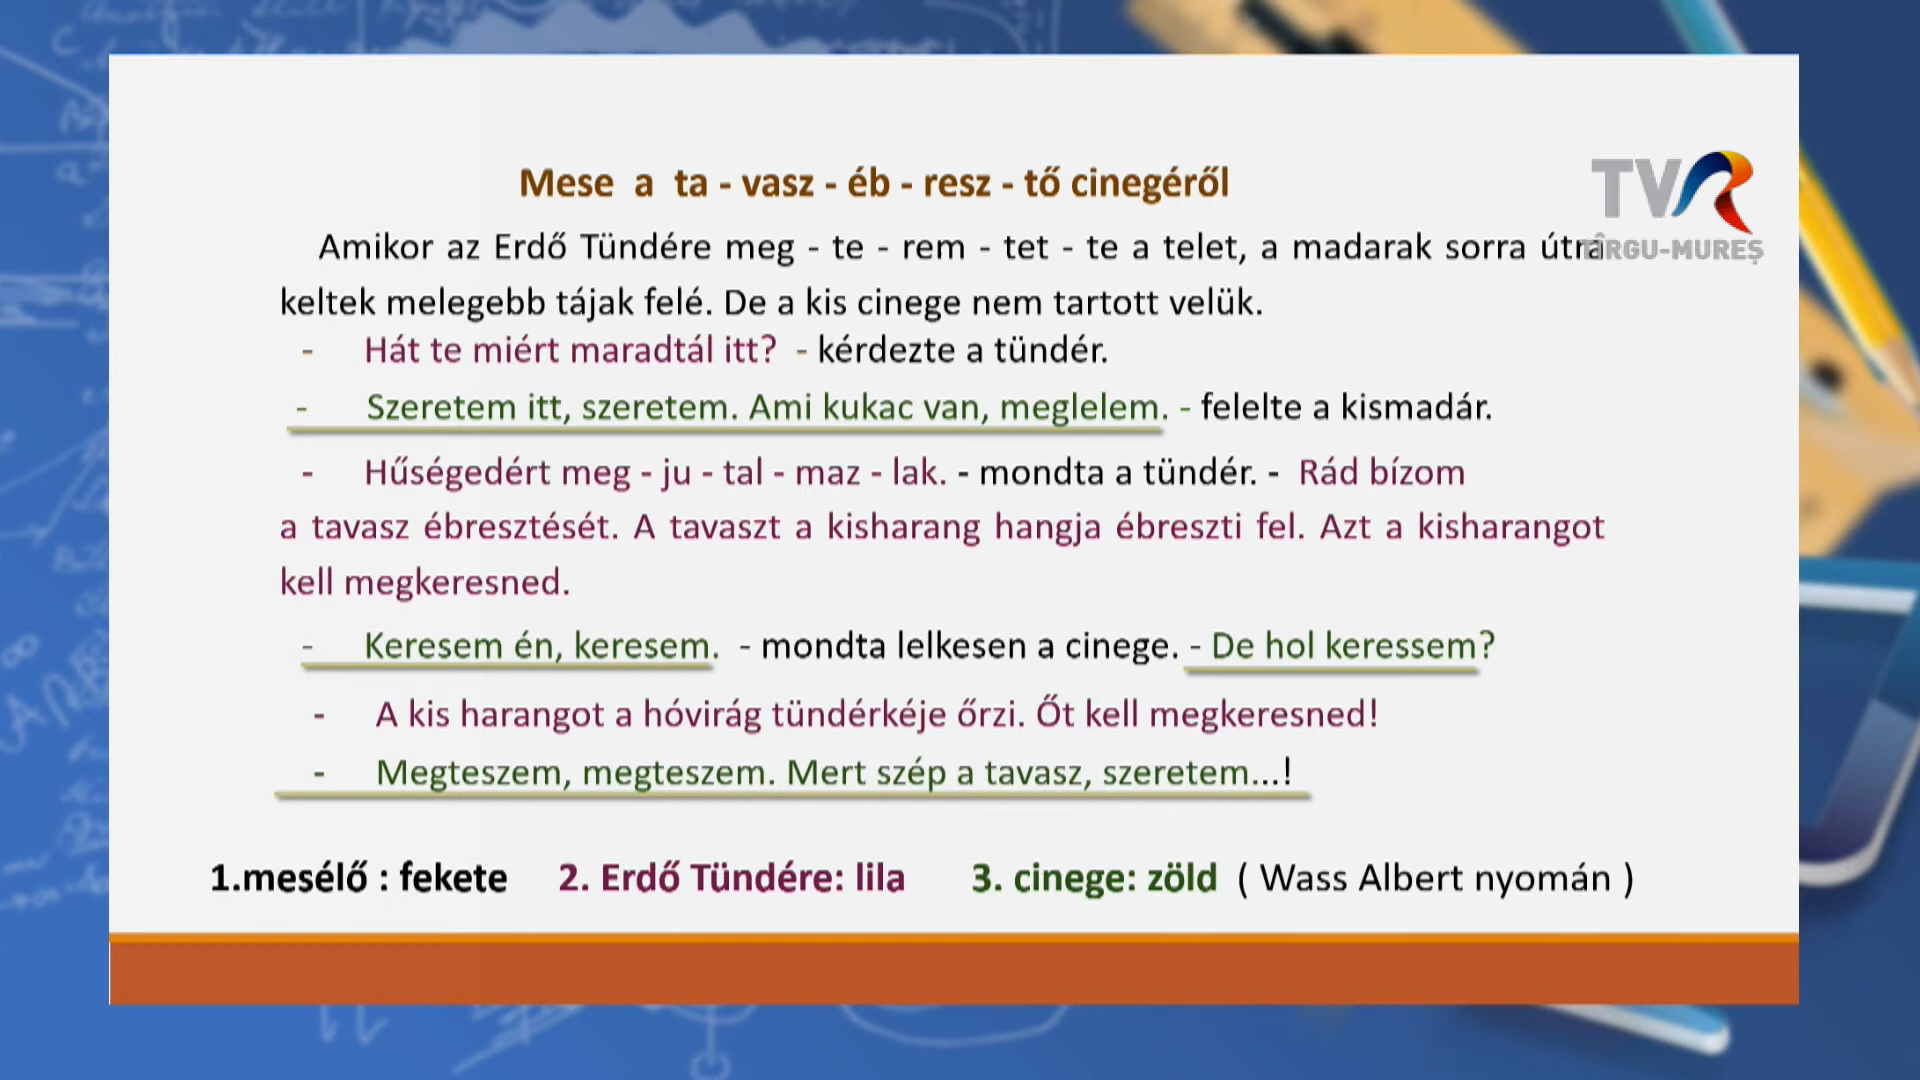 Mese a ta - vasz - éb - resz - tő cinegéről
TVR
TÎRGU-MUREȘ
Amikor az Erdő Tündére meg - te - rem - tet - te a telet, a madarak sorra útra
keltek melegebb tájak felé. De a kis cinege nem tartott velük.
- Hát te miért maradtál itt? - kérdezte a tündér.
- Szeretem itt, szeretem. Ami kukac van, meglelem. - felelte a kismadár.
- Hűségedért meg - ju - tal - maz - lak. - mondta a tündér. - Rád bízom
a tavasz ébresztését. A tavaszt a kisharang hangja ébreszti fel. Azt a kisharangot
kell megkeresned.
- Keresem én, keresem. - mondta lelkesen a cinege. - De hol keressem?
- A kis harangot a hóvirág tündérkéje őrzi. Őt kell megkeresned!
- Megteszem, megteszem. Mert szép a tavasz, szeretem...!
1.mesélő : fekete 2. Erdő Tündére: lila 3. cinege: zöld ( Wass Albert nyomán )